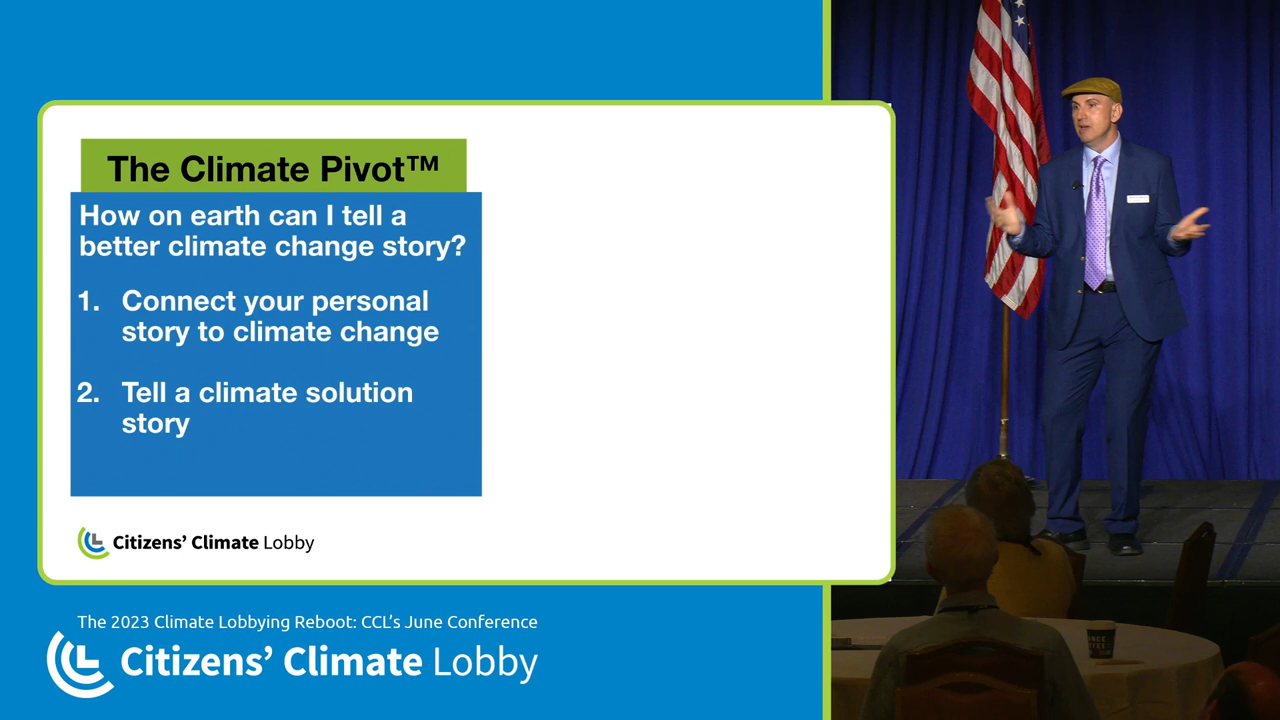 The Climate Pivot™
How on earth can I tell a
better climate change story?
1. Connect your personal
story to climate change
2. Tell a climate solution
story
Citizens' Climate Lobby
The 2023 Climate Lobbying Reboot: CCL's June Conference
Citizens' Climate Lobby